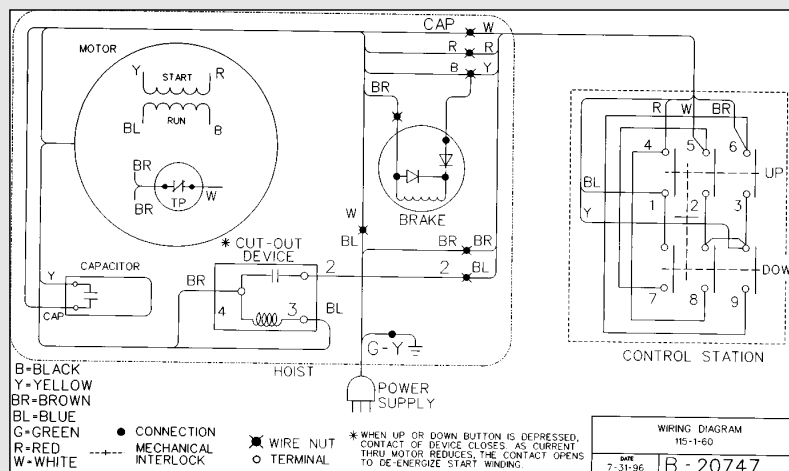 CAP W
R R
B Y
MOTOR
Y START R
RUN
BL B
BR
BR
BR TP W
BRAKE
R W BR
4 5 6
UP
BL
1 2 3
Y
DOW
7 8 9
CONTROL STATION
W
BL
BR BR
* CUT-OUT
DEVICE
2 2 BL
CAPACITOR
Y
CAP
BR
4 3 BL
G-Y
HOIST
POWER
SUPPLY
B=BLACK
Y=YELLOW
BR=BROWN
BL=BLUE
G=GREEN
R=RED
W=WHITE
CONNECTION
MECHANICAL
INTERLOCK
WIRE NUT
TERMINAL
* WHEN UP OR DOWN BUTTON IS DEPRESSED,
CONTACT OF DEVICE CLOSES. AS CURRENT
THRU MOTOR REDUCES, THE CONTACT OPENS
TO DE-ENERGIZE START WINDING.
WIRING DIAGRAM
115-1-60
DATE
7-31-96
B-20747